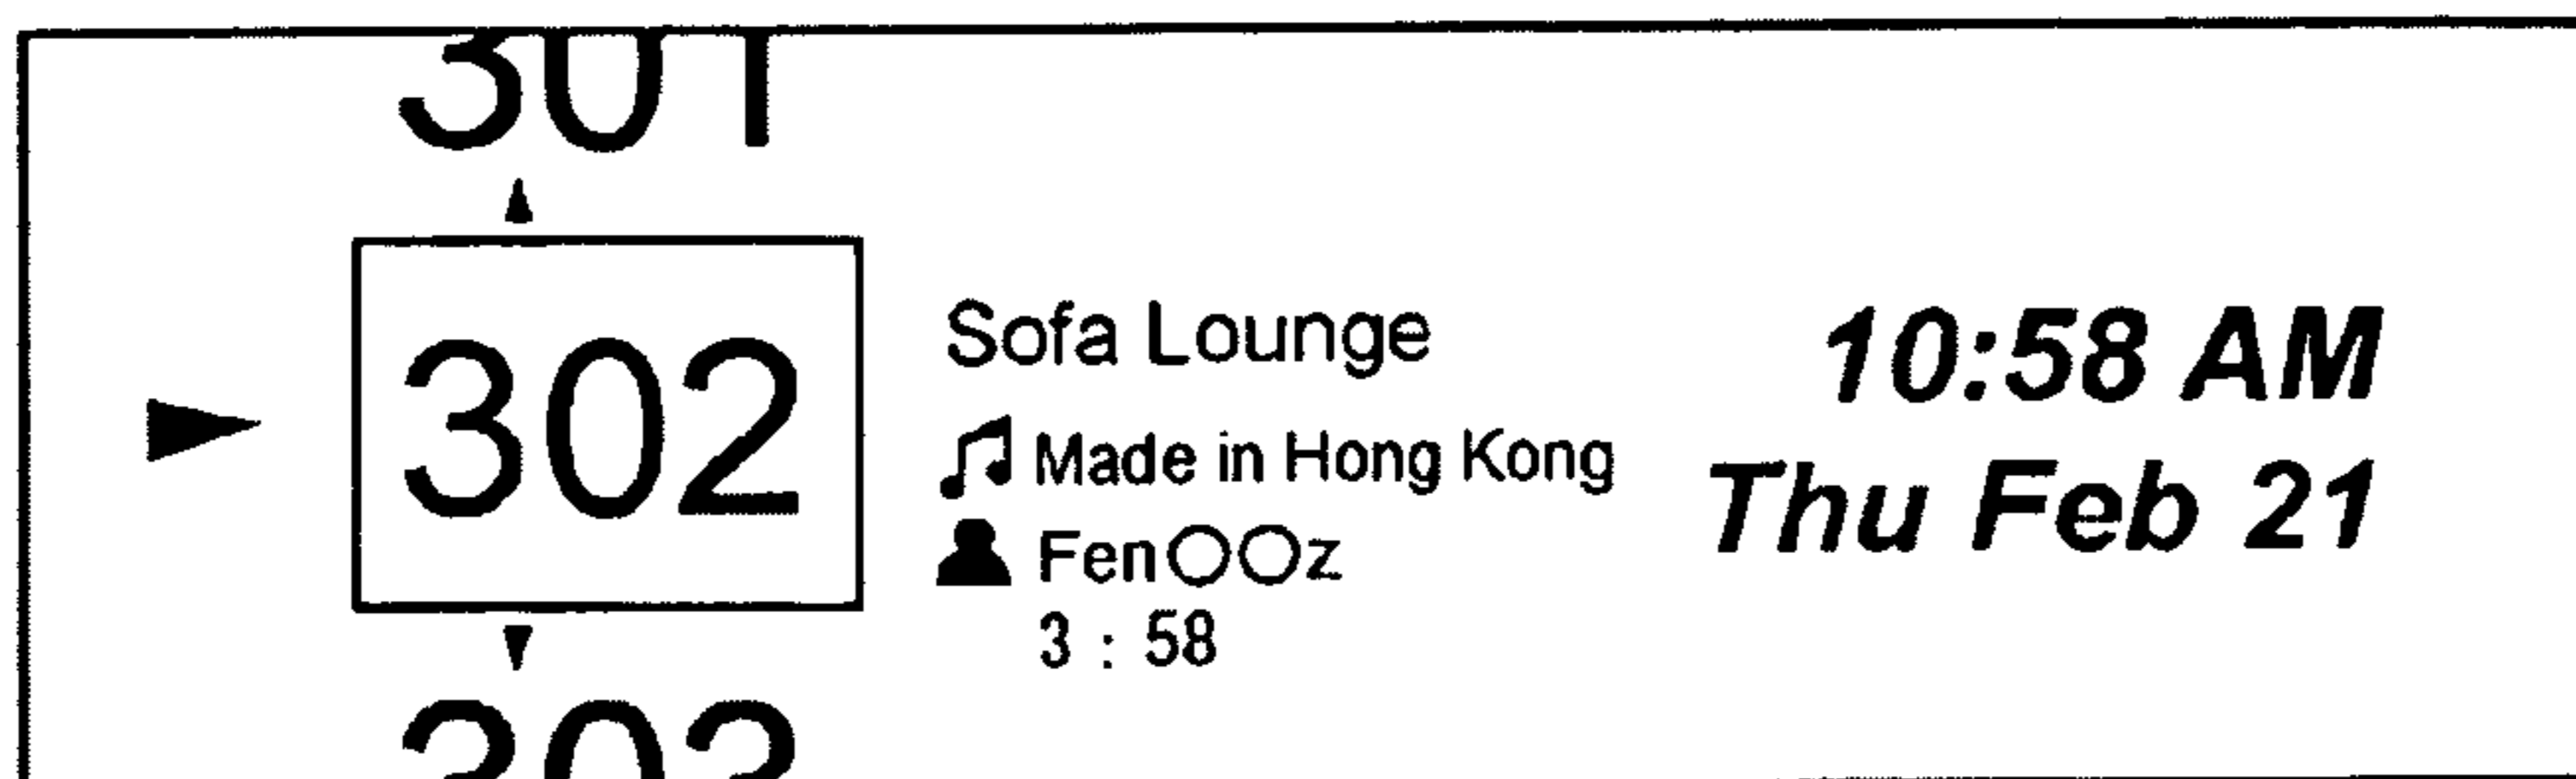 301
302
Sofa Lounge
Made in Hong Kong
Fen○○z
3 : 58
10:58 AM
Thu Feb 21